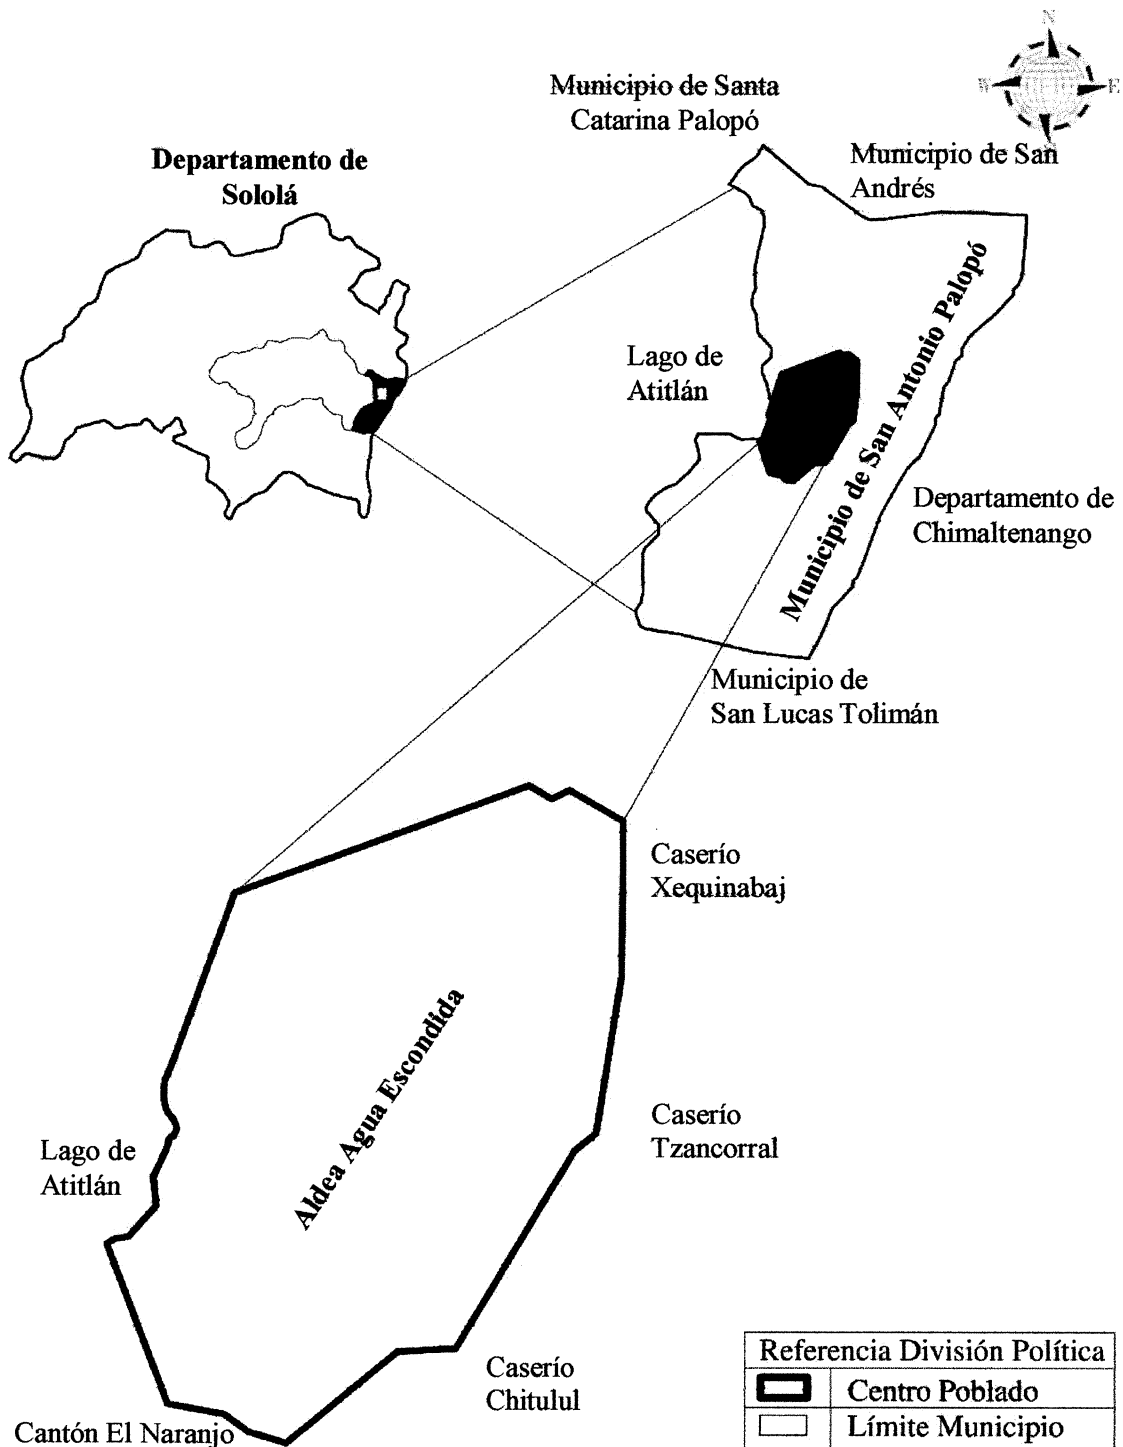 N
W
E
S
Municipio de Santa
Catarina Palopó
Departamento de
Sololá
Municipio de San
Andrés
Municipio de San Antonio Palopó
Lago de
Atitlán
Departamento de
Chimaltenango
Municipio de
San Lucas Tolimán
Caserío
Xequinabaj
Aldea Agua Escondida
Caserío
Tzancorral
Lago de
Atitlán
Caserío
Chitulul
Cantón El Naranjo
Referencia División Política
Centro Poblado
Límite Municipio